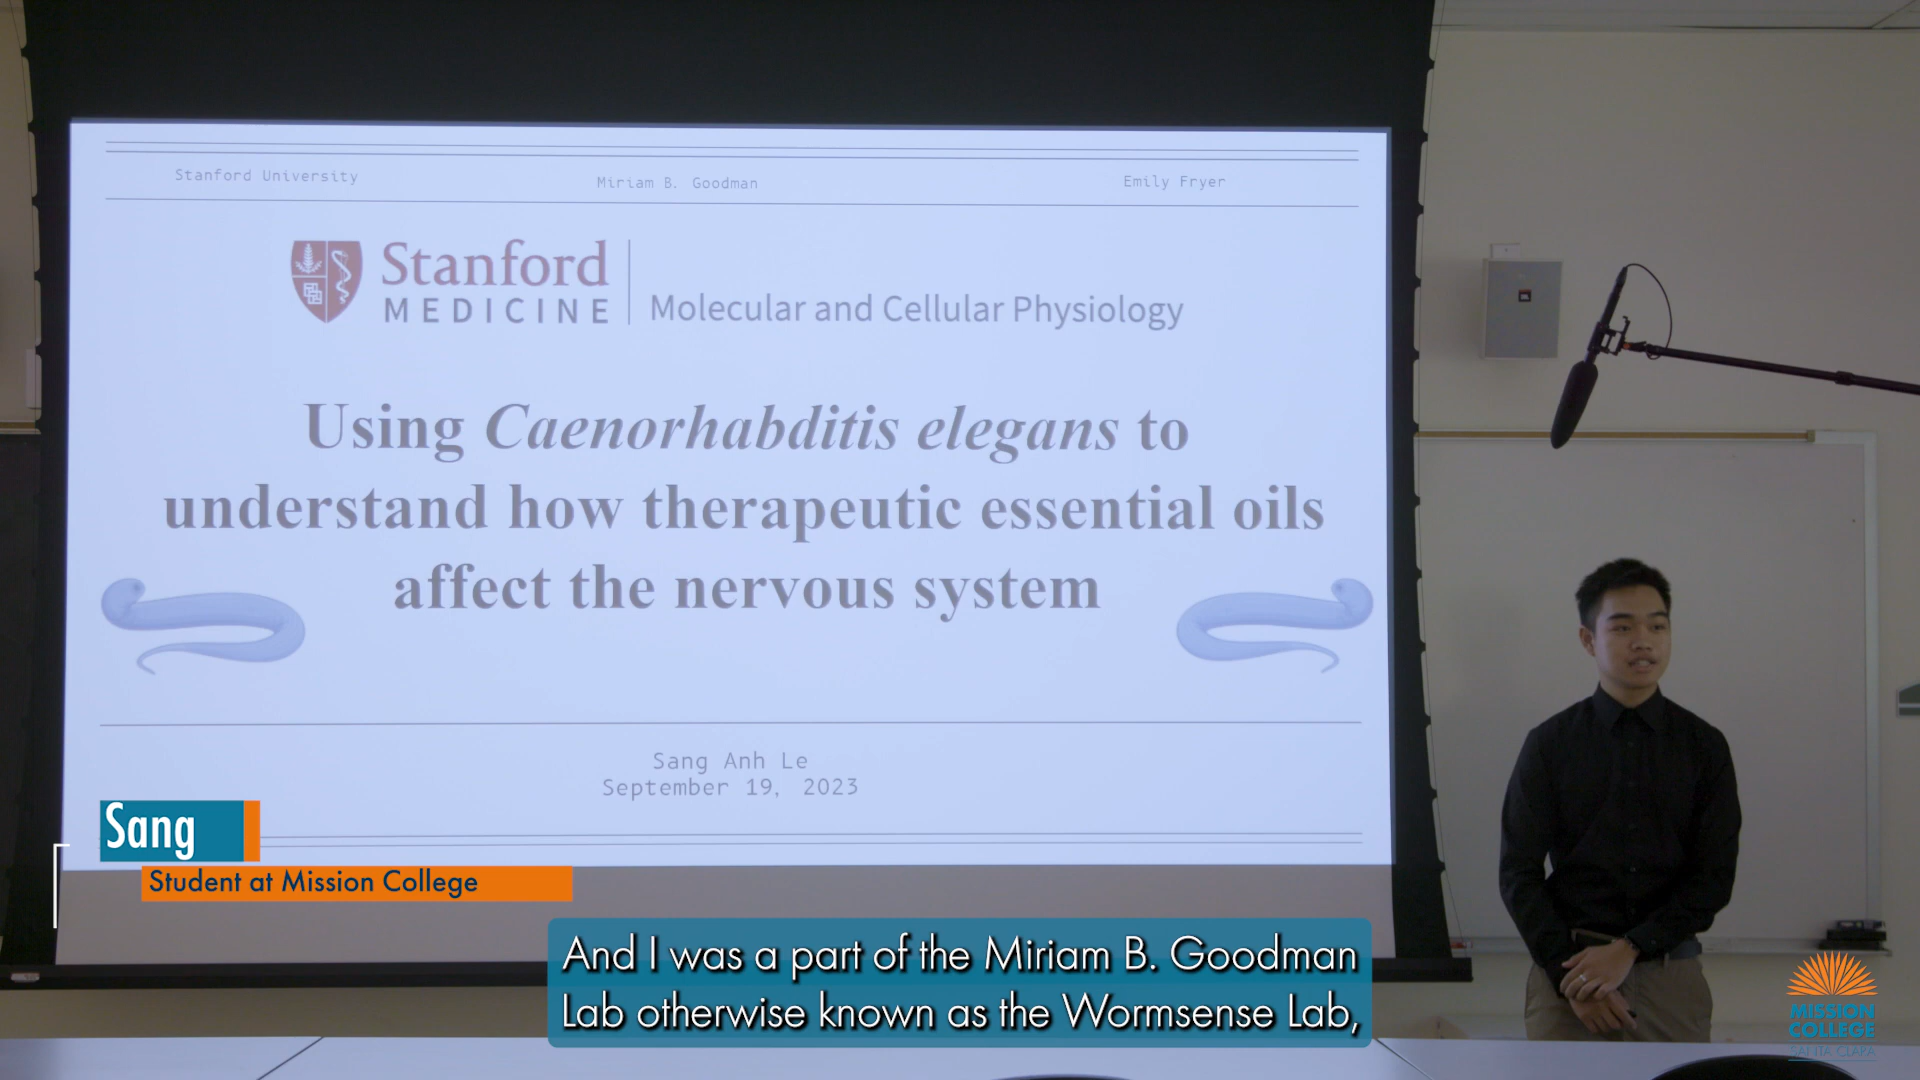 Stanford University
Miriam B. Goodman
Emily Fryer
Stanford
MEDICINE
Molecular and Cellular Physiology
Using Caenorhabditis elegans to
understand how therapeutic essential oils
affect the nervous system
Sang Anh Le
September 19, 2023
Sang
Student at Mission College
And I was a part of the Miriam B. Goodman
Lab otherwise known as the Wormsense Lab,
MISSION
COLLEGE
SANTA CLARA